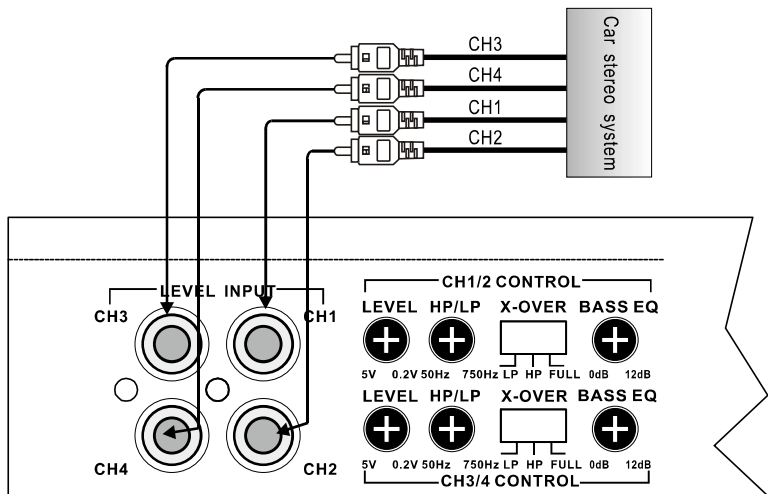 CH3
CH4
CH1
CH2
Car stereo system
LEVEL INPUT
CH3
CH1
CH4
CH2
CH1/2 CONTROL
LEVEL HP/LP X-OVER BASS EQ
5V 0.2V 50Hz 750Hz LP HP FULL 0dB 12dB
LEVEL HP/LP X-OVER BASS EQ
5V 0.2V 50Hz 750Hz LP HP FULL 0dB 12dB
CH3/4 CONTROL